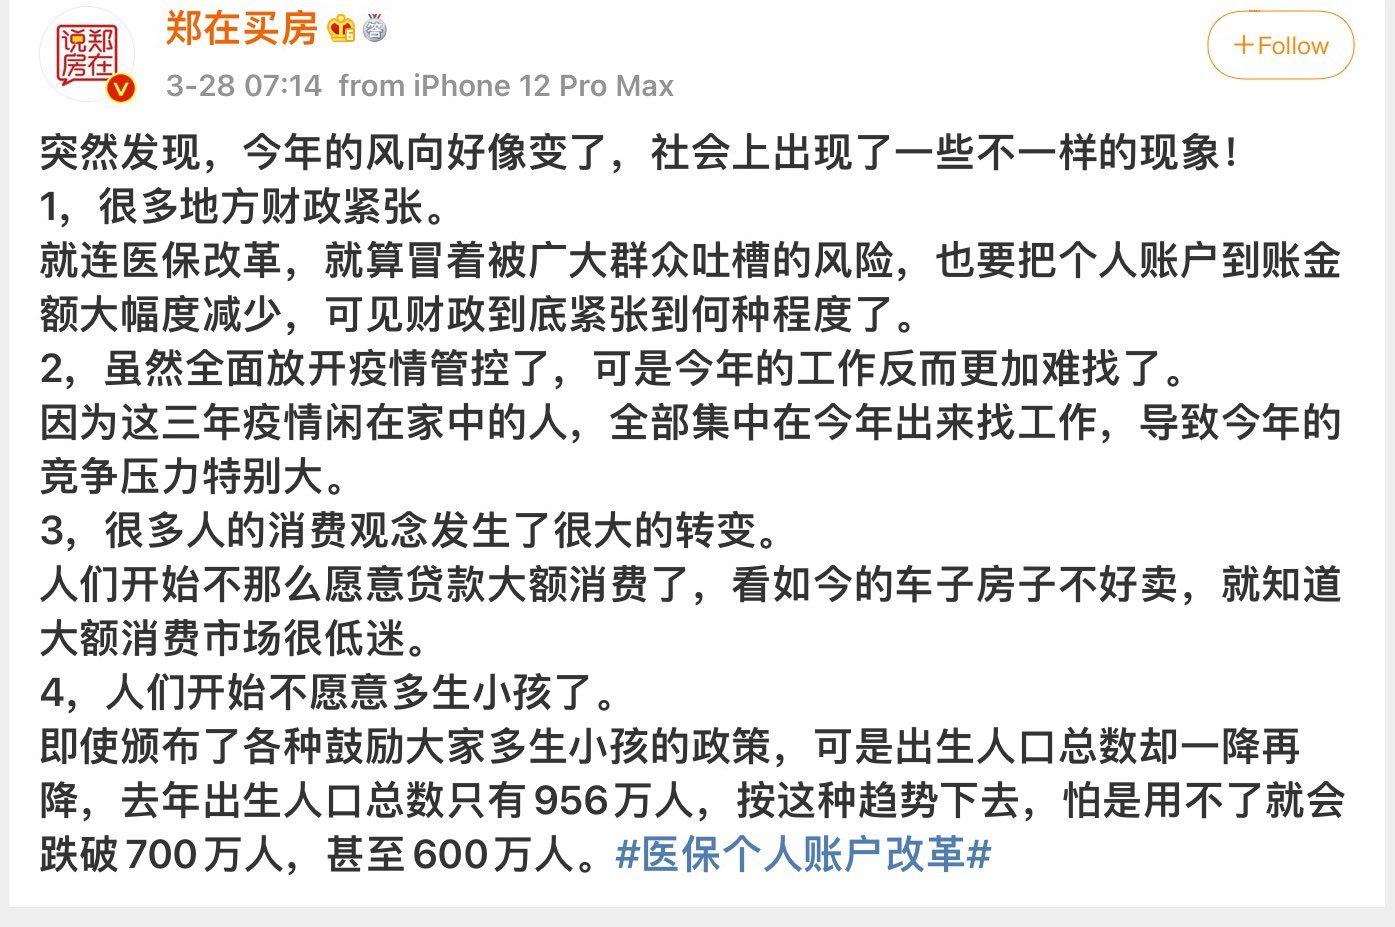 郑在买房
3-28 07:14 from iPhone 12 Pro Max
+Follow
说郑
房在
突然发现，今年的风向好像变了，社会上出现了一些不一样的现象！
1，很多地方财政紧张。
就连医保改革，就算冒着被广大群众吐槽的风险，也要把个人账户到账金
额大幅度减少，可见财政到底紧张到何种程度了。
2，虽然全面放开疫情管控了，可是今年的工作反而更加难找了。
因为这三年疫情闲在家中的人，全部集中在今年出来找工作，导致今年的
竞争压力特别大。
3，很多人的消费观念发生了很大的转变。
人们开始不那么愿意贷款大额消费了，看如今的车子房子不好卖，就知道
大额消费市场很低迷。
4，人们开始不愿意多生小孩了。
即使颁布了各种鼓励大家多生小孩的政策，可是出生人口总数却一降再
降，去年出生人口总数只有956万人，按这种趋势下去，怕是用不了就会
跌破700万人，甚至600万人。#医保个人账户改革#